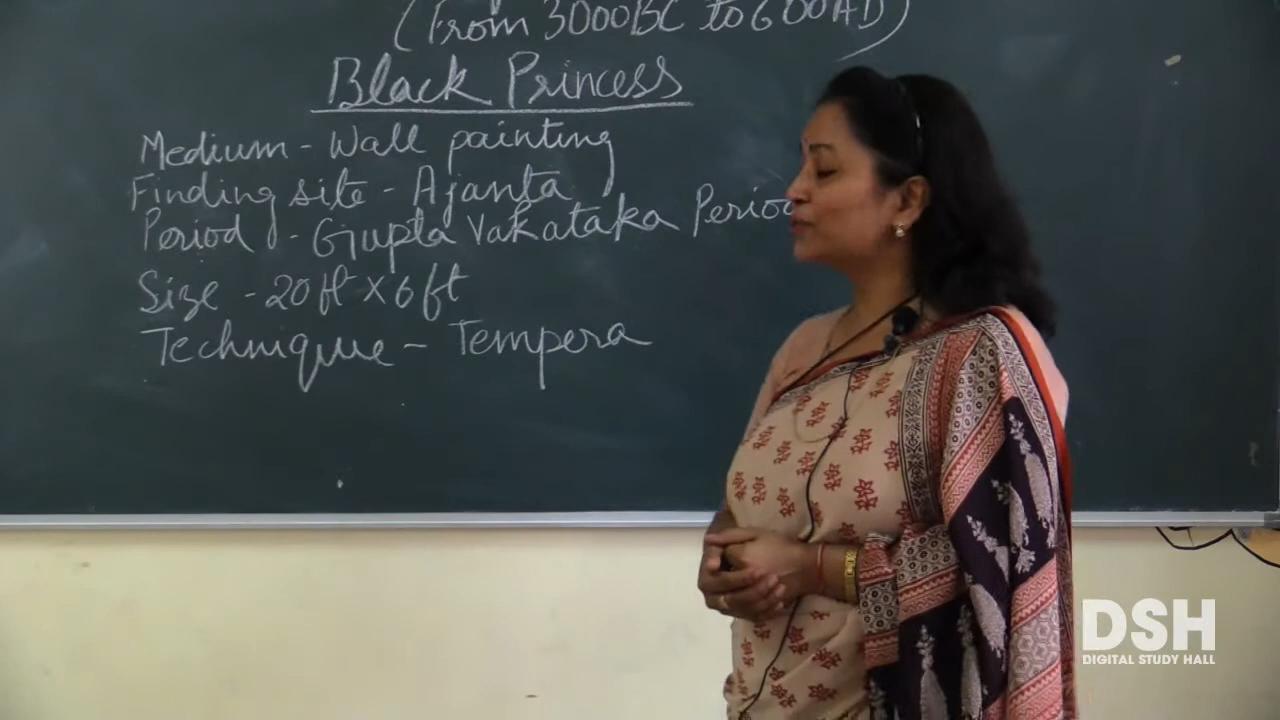 (From 3000BC to 600AD)
Black Princess
Medium - Wall painting
Finding site - Ajanta
Period - Gupta Vakataka Period
Size - 20ft X 6ft
Technique - Tempera
DSH
DIGITAL STUDY HALL